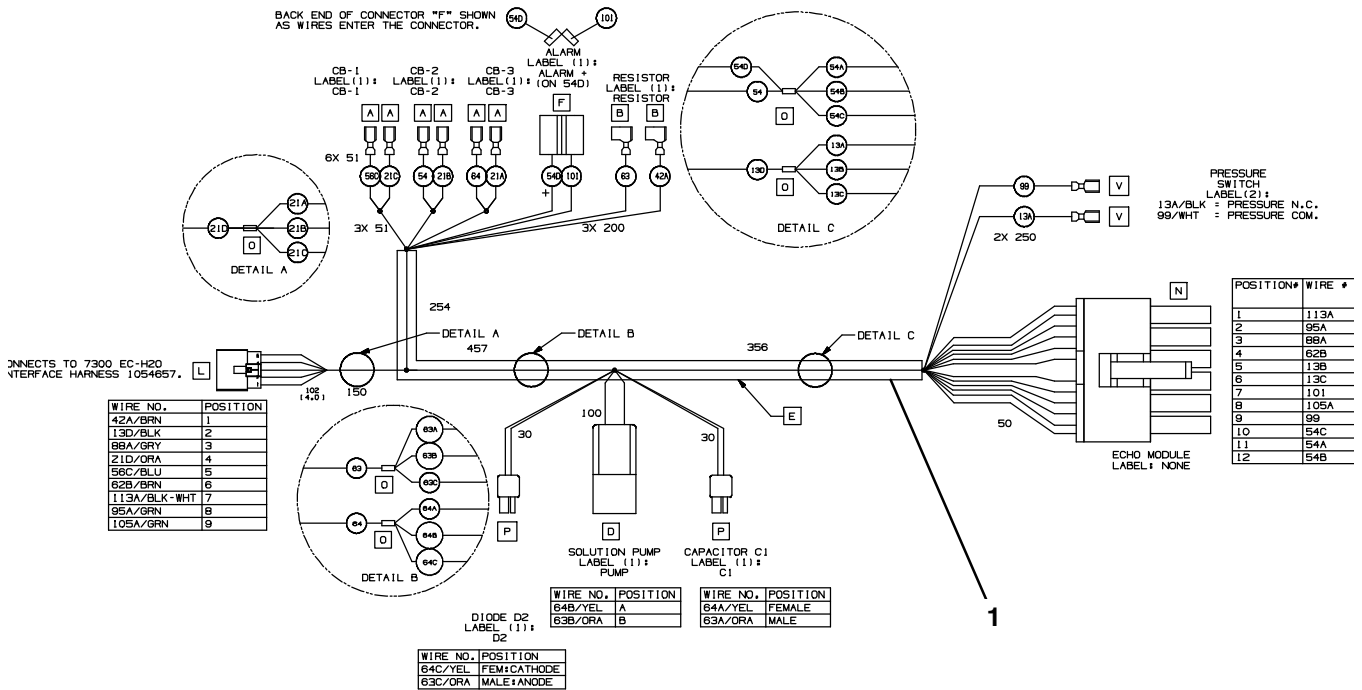 BACK END OF CONNECTOR "F" SHOWN
AS WIRES ENTER THE CONNECTOR.
54D
101
ALARM
LABEL (1):
ALARM +
(ON 54D)
CB-1
LABEL(1):
CB-1
CB-2
LABEL(1):
CB-2
CB-3
LABEL(1):
CB-3
RESISTOR
LABEL (1):
RESISTOR
A A A A A A F B B
6X 51
56C 21C 54 21B 64 21A 54D 101 63 42A
+
3X 51
3X 200
21A
21D
21B
21C
O
DETAIL A
54D
54A
54
54B
54C
O
13A
13D
13B
13C
O
DETAIL C
99
V
13A
V
2X 250
PRESSURE
SWITCH
LABEL(2):
13A/BLK = PRESSURE N.C.
99/WHT = PRESSURE COM.
254
DETAIL A
457
DETAIL B
356
DETAIL C
N
POSITION# WIRE #
1 113A
2 95A
3 88A
4 62B
5 13B
6 13C
7 101
8 105A
9 99
10 54C
11 54A
12 54B
ONNECTS TO 7300 EC-H2O
NTERFACE HARNESS 1054657.
L
102
(4.0)
150
WIRE NO. POSITION
42A/BRN 1
13D/BLK 2
88A/GRY 3
21D/ORA 4
56C/BLU 5
62B/BRN 6
113A/BLK-WHT 7
95A/GRN 8
105A/GRN 9
63A
63
63B
63C
O
64A
64
64B
64C
O
DETAIL B
30
100
30
E
50
ECHO MODULE
LABEL: NONE
P
D
P
SOLUTION PUMP
LABEL (1):
PUMP
CAPACITOR C1
LABEL (1):
C1
WIRE NO. POSITION
64B/YEL A
63B/ORA B
WIRE NO. POSITION
64A/YEL FEMALE
63A/ORA MALE
DIODE D2
LABEL (1):
D2
WIRE NO. POSITION
64C/YEL FEM:CATHODE
63C/ORA MALE:ANODE
1